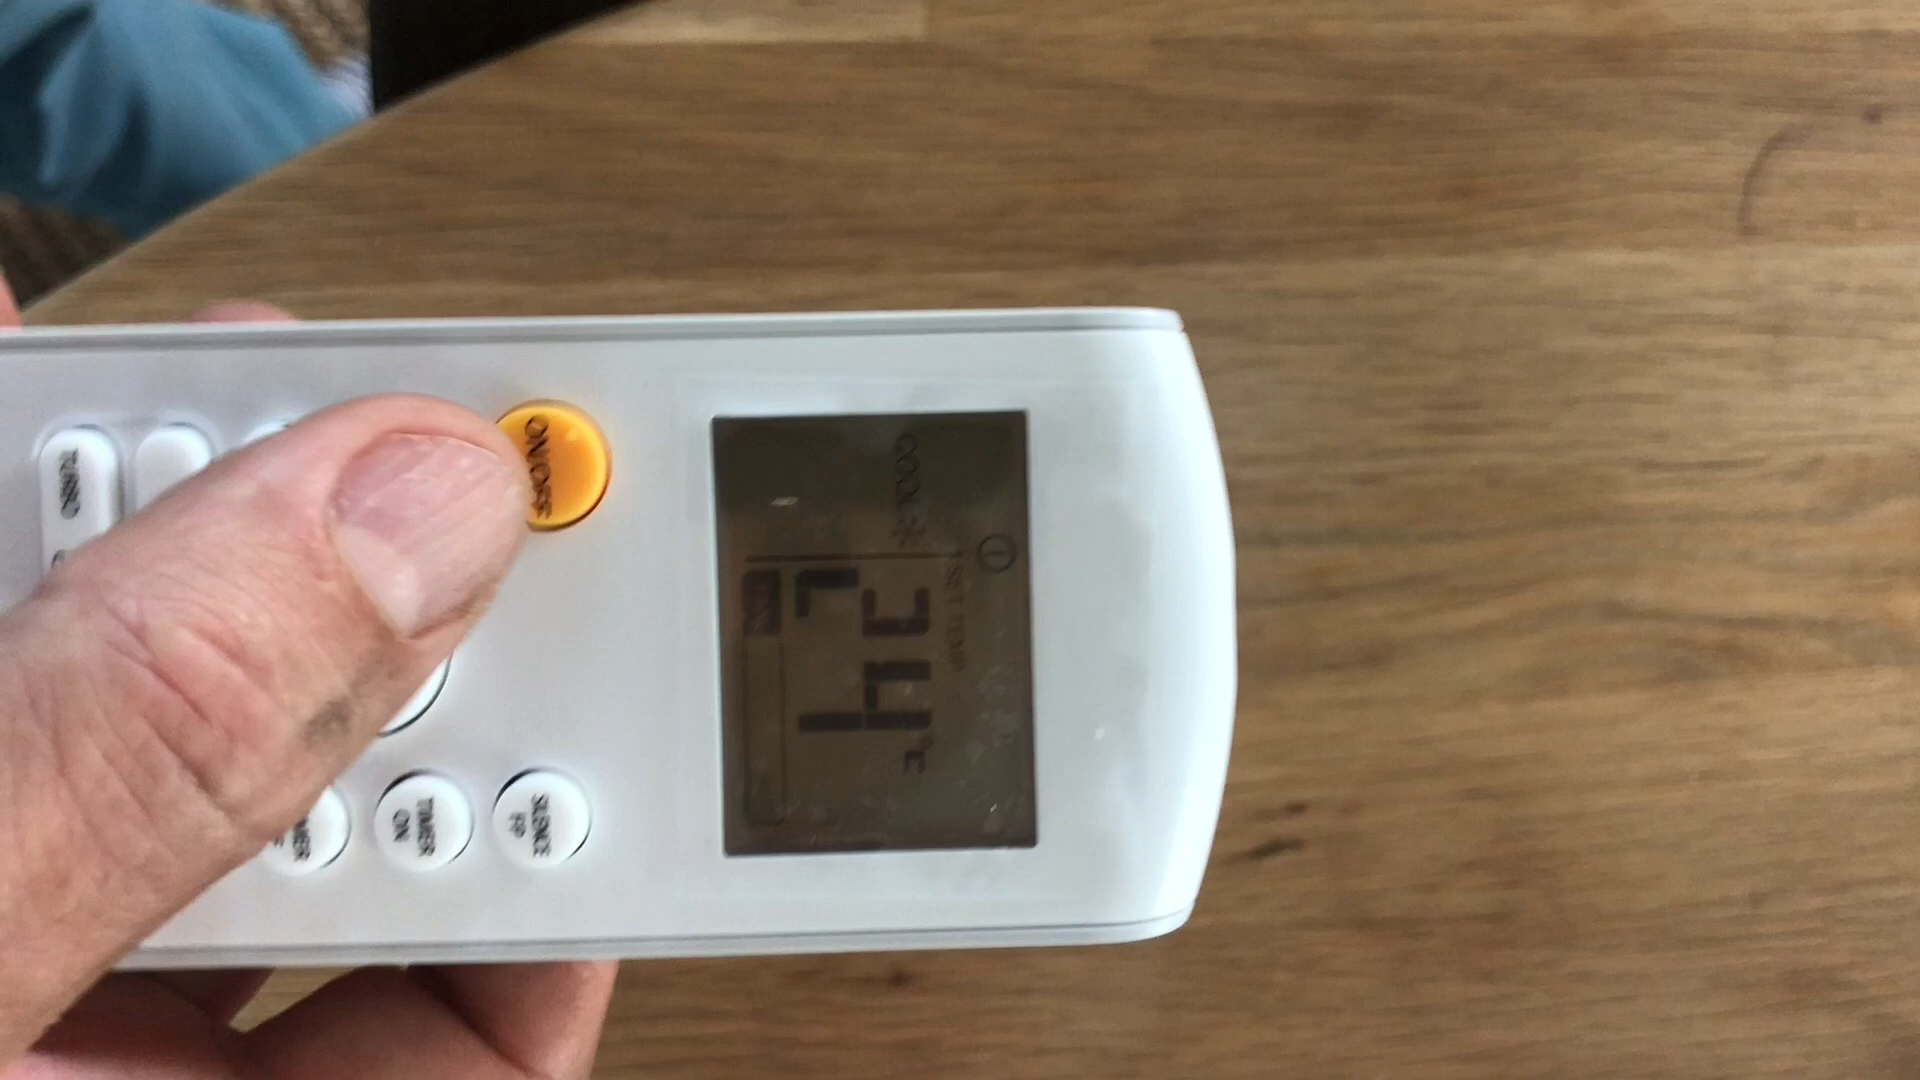 COOL
SET TEMP
24°C
ON/OFF
SILENCE
FP
TIMER
ON
TURBO